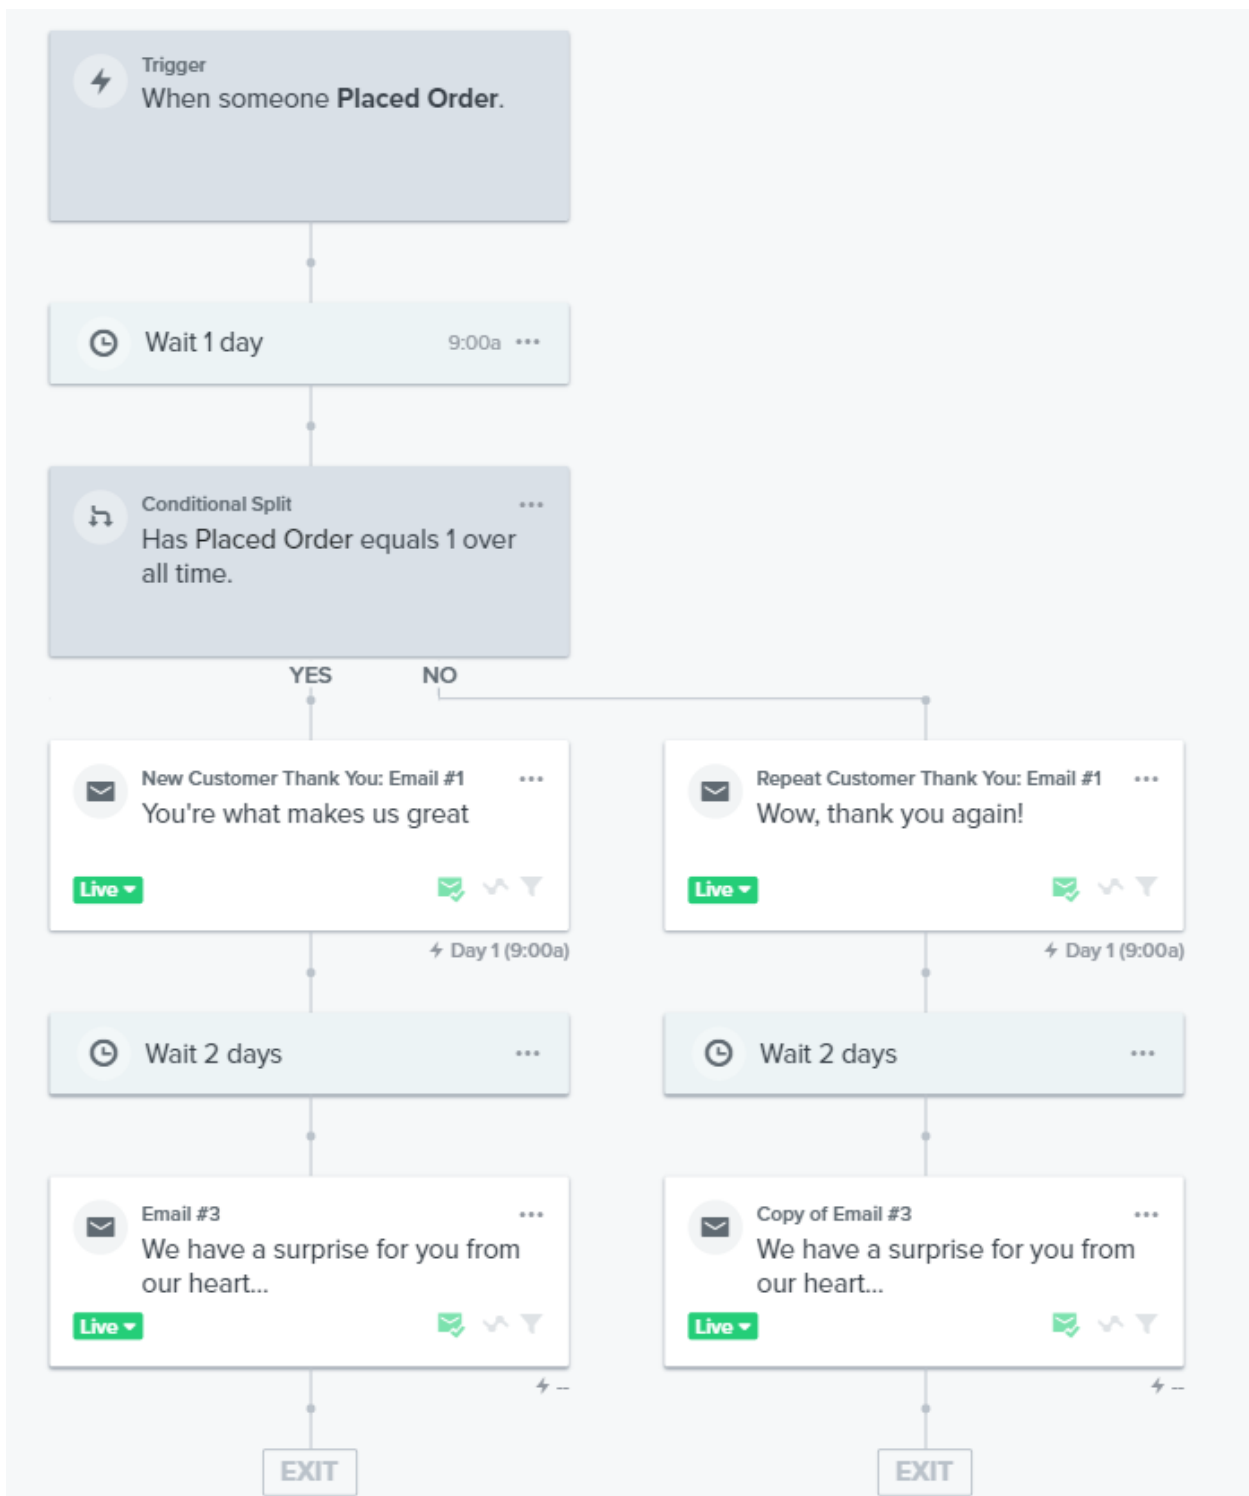 Trigger
When someone Placed Order.
Wait 1 day
9:00a
Conditional Split
Has Placed Order equals 1 over
all time.
YES
NO
New Customer Thank You: Email #1
You're what makes us great
Live
Day 1 (9:00a)
Repeat Customer Thank You: Email #1
Wow, thank you again!
Live
Day 1 (9:00a)
Wait 2 days
Wait 2 days
Email #3
We have a surprise for you from
our heart...
Live
--
Copy of Email #3
We have a surprise for you from
our heart...
Live
--
EXIT
EXIT